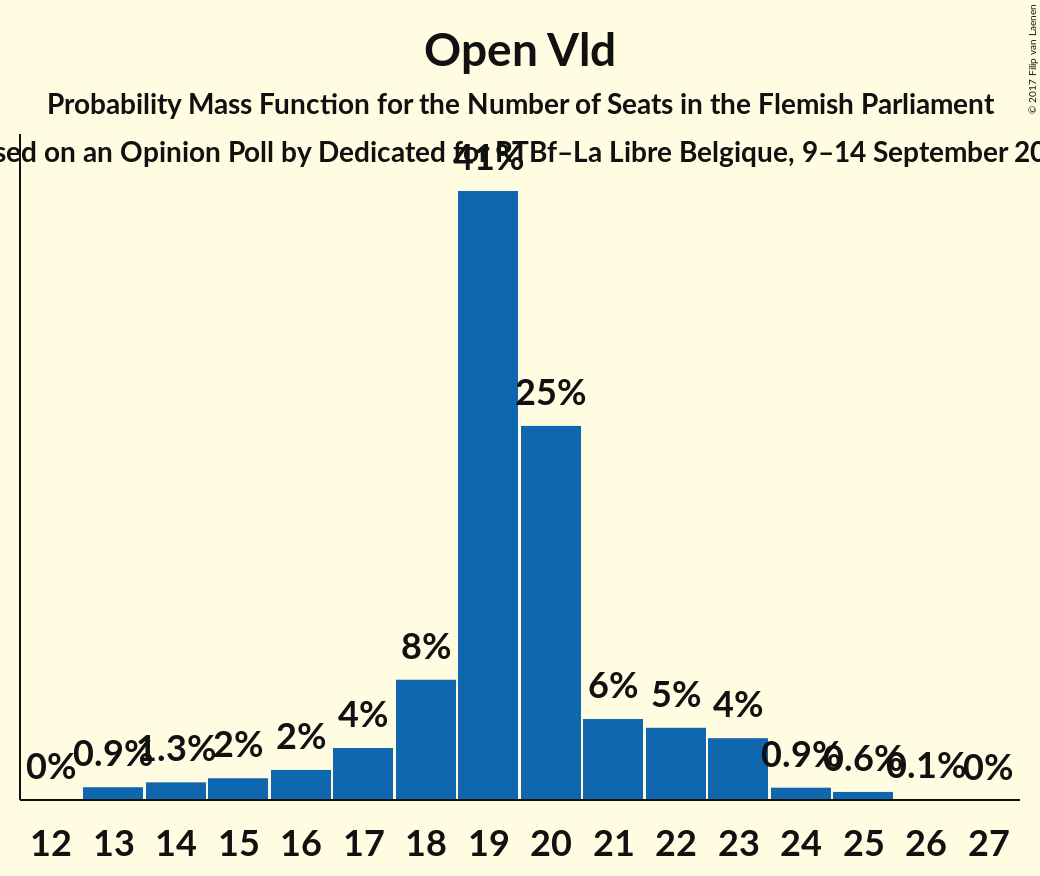 Open Vld
Probability Mass Function for the Number of Seats in the Flemish Parliament
sed on an Opinion Poll by Dedicated for RTBf–La Libre Belgique, 9–14 September 20
© 2017 Filip van Laenen
0% 0.9% 1.3% 2% 2% 4% 8% 41% 25% 6% 5% 4% 0.9% 0.6% 0.1% 0%
12 13 14 15 16 17 18 19 20 21 22 23 24 25 26 27